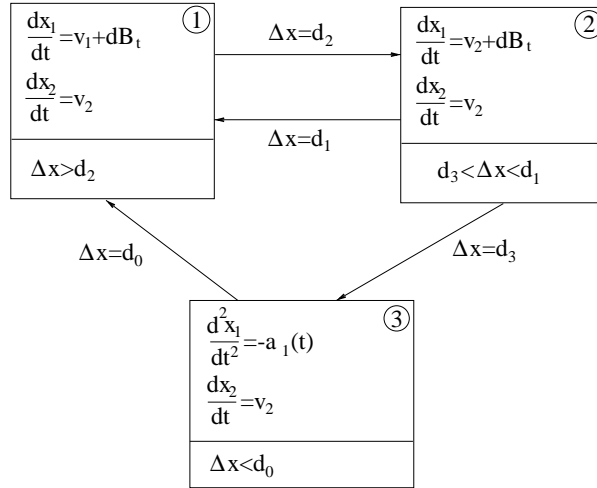 ①
dx₁/dt=v₁+dBₜ
dx₂/dt=v₂
Δx>d₂
Δx=d₂
Δx=d₁
②
dx₁/dt=v₂+dBₜ
dx₂/dt=v₂
d₃<Δx<d₁
Δx=d₀
Δx=d₃
③
d²x₁/dt²=-a₁(t)
dx₂/dt=v₂
Δx<d₀